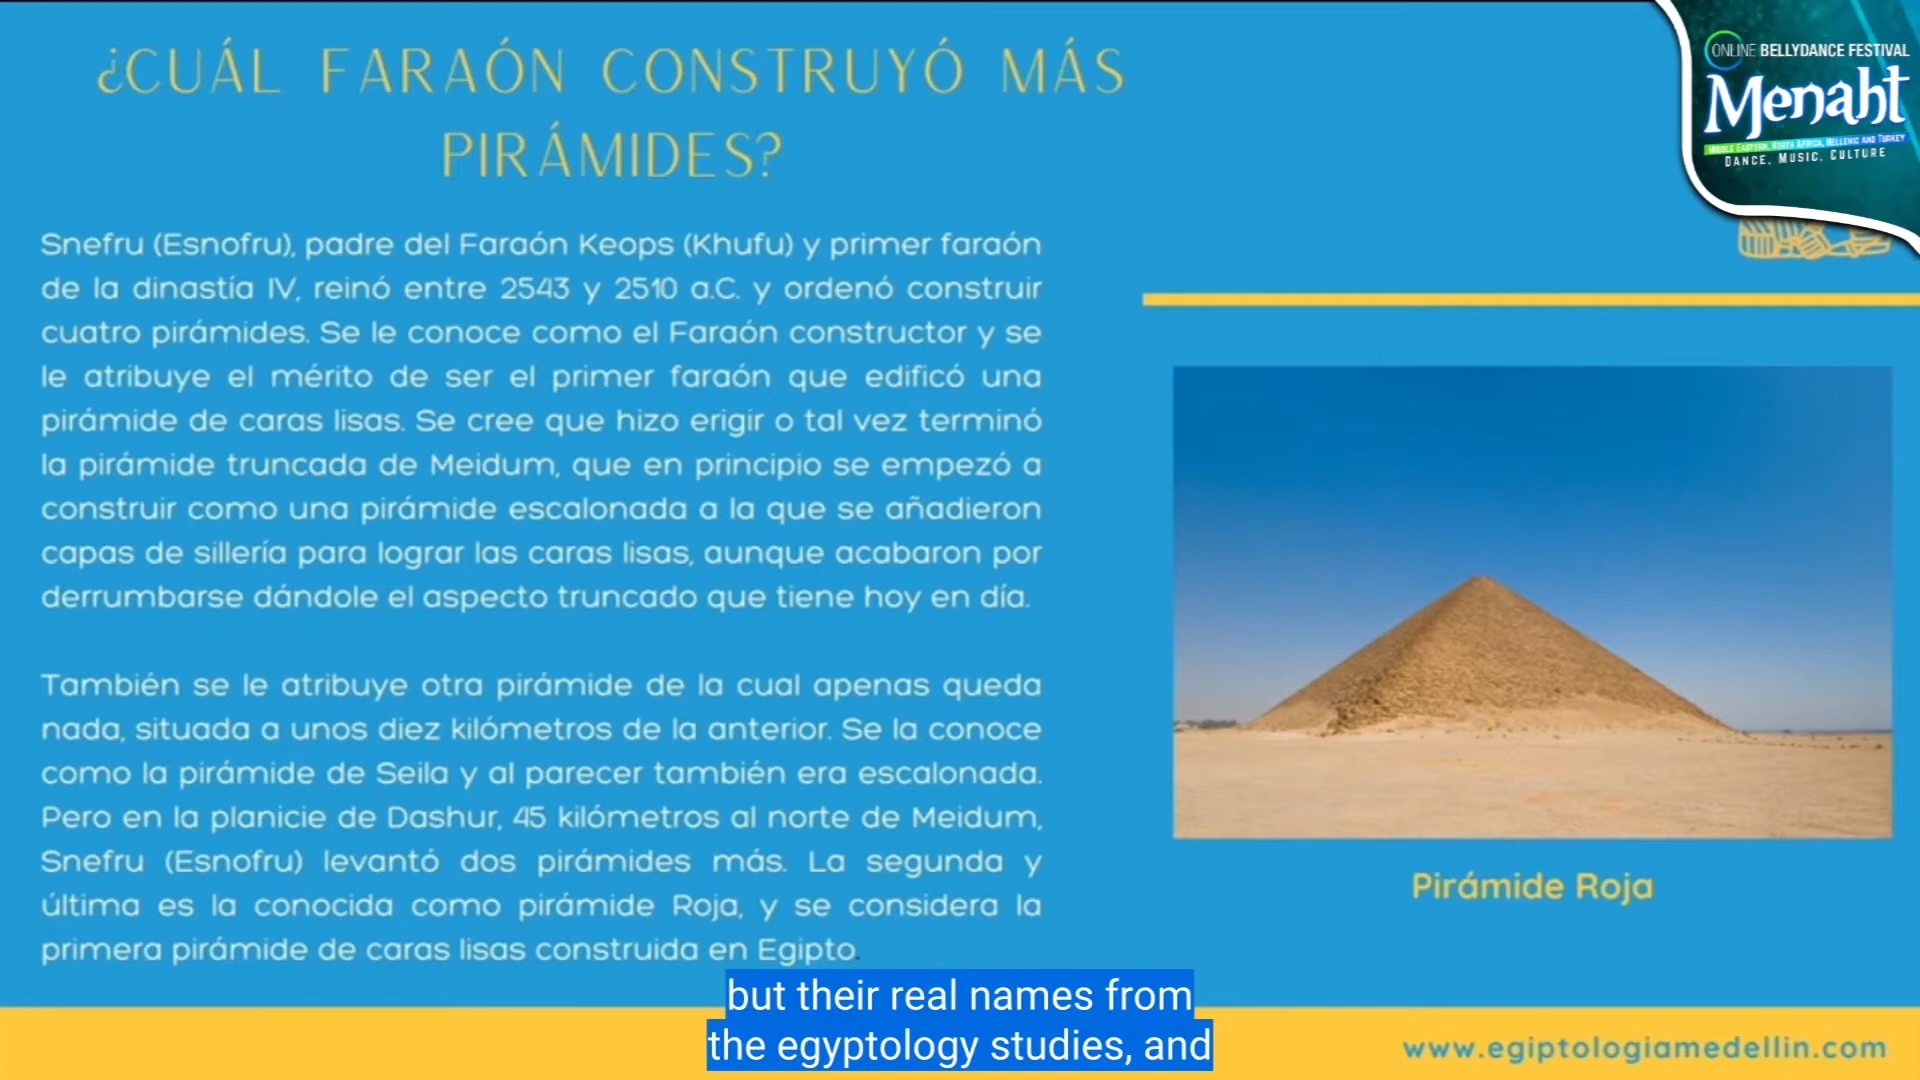 ¿CUÁL FARAÓN CONSTRUYÓ MÁS
PIRÁMIDES?
Snefru (Esnofru), padre del Faraón Keops (Khufu) y primer faraón
de la dinastía IV, reinó entre 2543 y 2510 a.C. y ordenó construir
cuatro pirámides. Se le conoce como el Faraón constructor y se
le atribuye el mérito de ser el primer faraón que edificó una
pirámide de caras lisas. Se cree que hizo erigir o tal vez terminó
la pirámide truncada de Meidum, que en principio se empezó a
construir como una pirámide escalonada a la que se añadieron
capas de sillería para lograr las caras lisas, aunque acabaron por
derrumbarse dándole el aspecto truncado que tiene hoy en día.
También se le atribuye otra pirámide de la cual apenas queda
nada, situada a unos diez kilómetros de la anterior. Se la conoce
como la pirámide de Seila y al parecer también era escalonada.
Pero en la planicie de Dashur, 45 kilómetros al norte de Meidum,
Snefru (Esnofru) levantó dos pirámides más. La segunda y
última es la conocida como pirámide Roja, y se considera la
primera pirámide de caras lisas construida en Egipto.
ONLINE BELLYDANCE FESTIVAL
Menaht
MIDDLE EASTERN, NORTH AFRICA, HELLENIC AND TURKEY
DANCE. MUSIC. CULTURE
Pirámide Roja
but their real names from
the egyptology studies, and
www.egiptologiamedellin.com